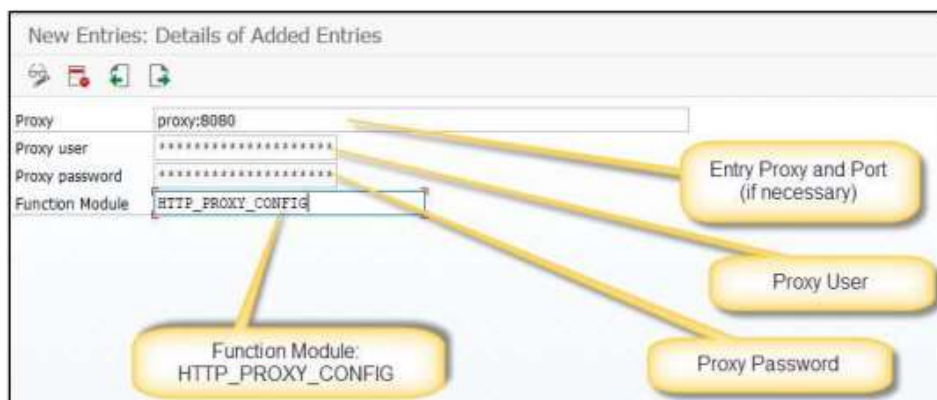 New Entries: Details of Added Entries
Proxy proxy:8080
Proxy user ********************
Proxy password ********************
Function Module HTTP_PROXY_CONFIG
Entry Proxy and Port
(if necessary)
Proxy User
Function Module:
HTTP_PROXY_CONFIG
Proxy Password